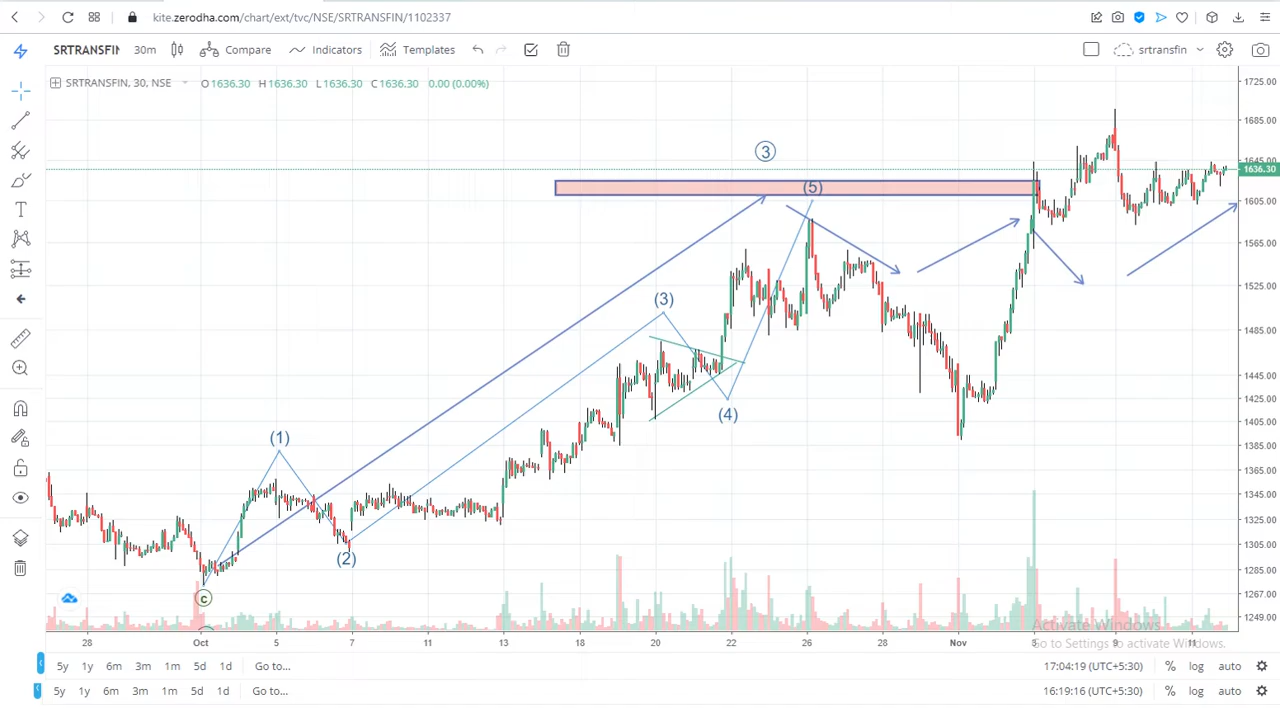 kite.zerodha.com/chart/ext/tvc/NSE/SRTRANSFIN/1102337
SRTRANSFIN 30m Compare Indicators Templates srtransfin
SRTRANSFIN, 30, NSE O1636.30 H1636.30 L1636.30 C1636.30 0.00 (0.00%)
1725.00
1685.00
1645.00
1636.30
1605.00
1565.00
1525.00
1485.00
1445.00
1425.00
1405.00
1385.00
1365.00
1345.00
1325.00
1305.00
1285.00
1267.00
1249.00
3
(5)
(3)
(4)
(1)
(2)
c
Activate Windows
Go to Settings to activate Windows.
28 Oct 5 7 11 13 18 20 22 26 28 Nov 9 11
5y 1y 6m 3m 1m 5d 1d Go to... 17:04:19 (UTC+5:30) % log auto
5y 1y 6m 3m 1m 5d 1d Go to... 16:19:16 (UTC+5:30) % log auto